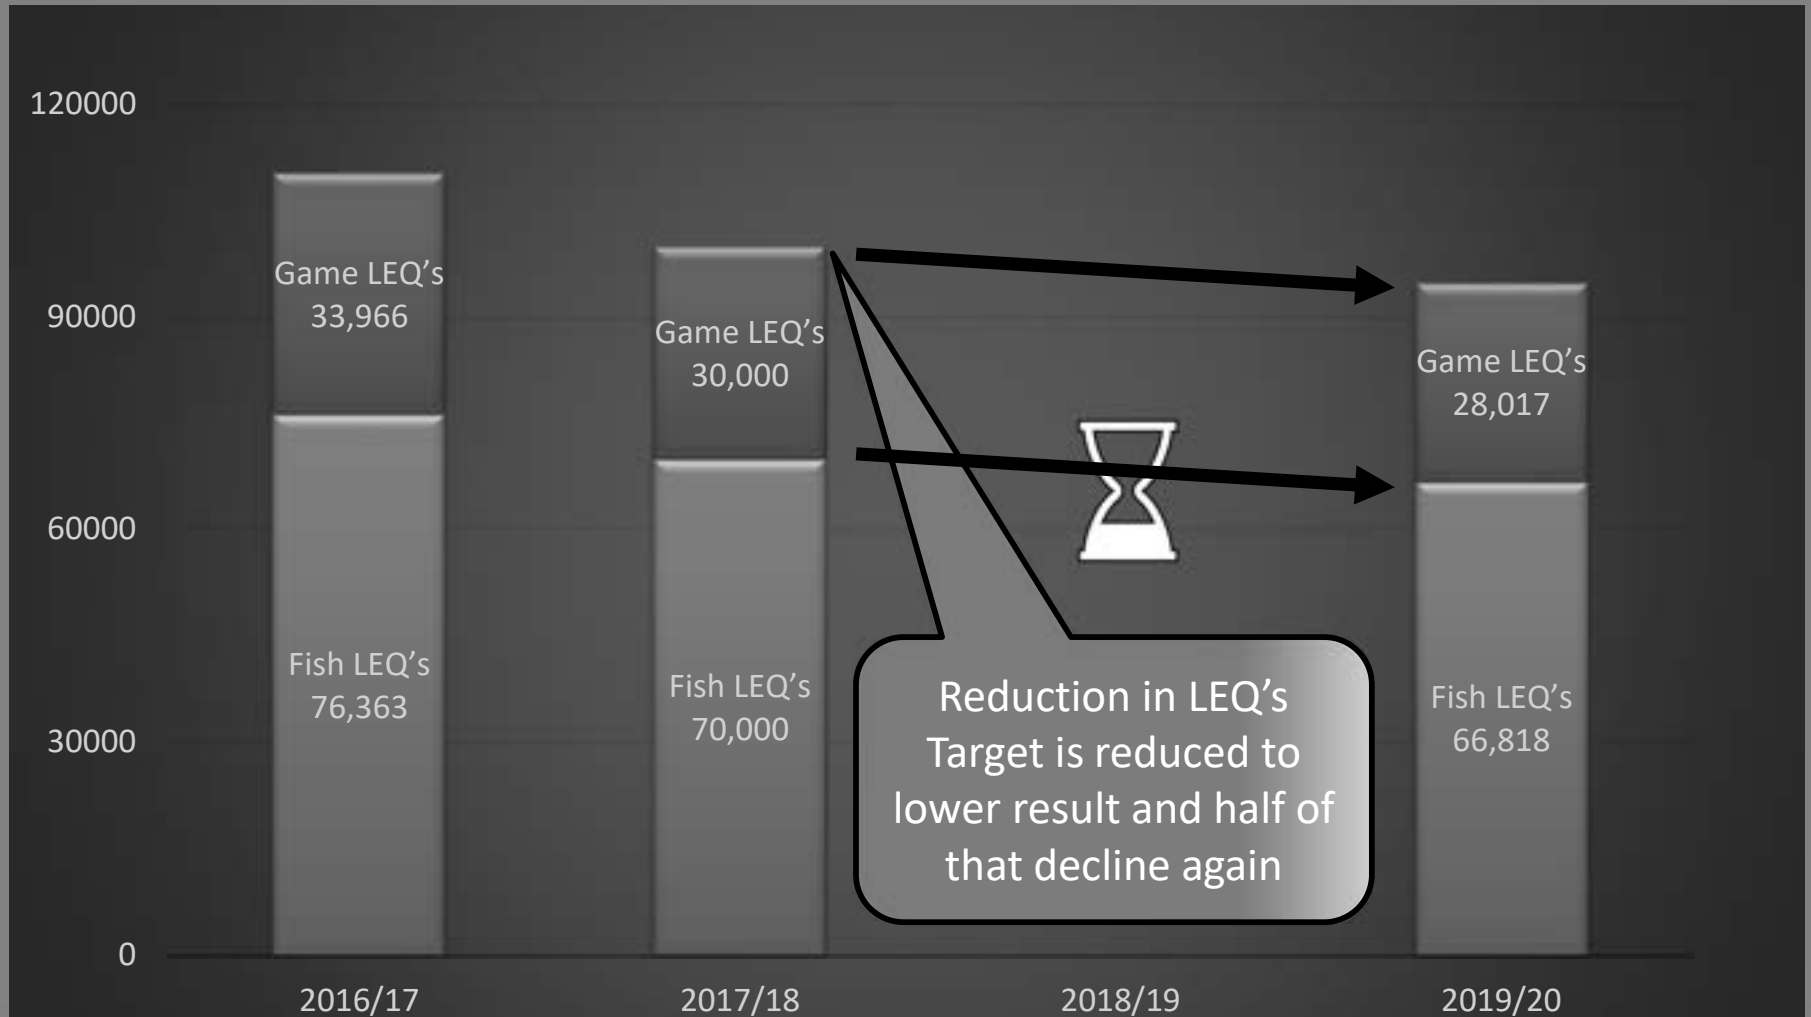 120000
90000
60000
30000
0
Game LEQ's
33,966
Fish LEQ's
76,363
Game LEQ's
30,000
Fish LEQ's
70,000
Game LEQ's
28,017
Fish LEQ's
66,818
Reduction in LEQ's
Target is reduced to
lower result and half of
that decline again
2016/17
2017/18
2018/19
2019/20